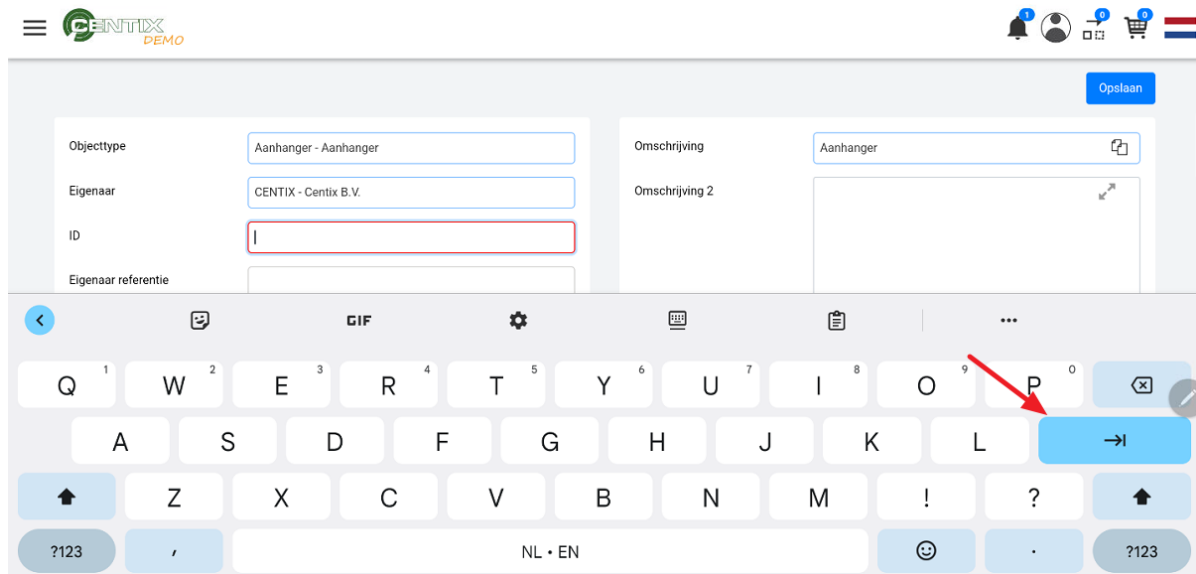 CENTIX
DEMO
1
0
0
Opslaan
Objecttype
Aanhanger - Aanhanger
Omschrijving
Aanhanger
Eigenaar
CENTIX - Centix B.V.
Omschrijving 2
ID
Eigenaar referentie
GIF
Q 1 W 2 E 3 R 4 T 5 Y 6 U 7 I 8 O 9 P 0
A S D F G H J K L
Z X C V B N M ! ?
?123 , NL • EN . ?123